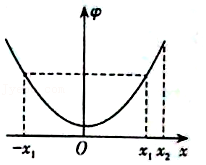 φ
-x₁ O x₁ x₂ x